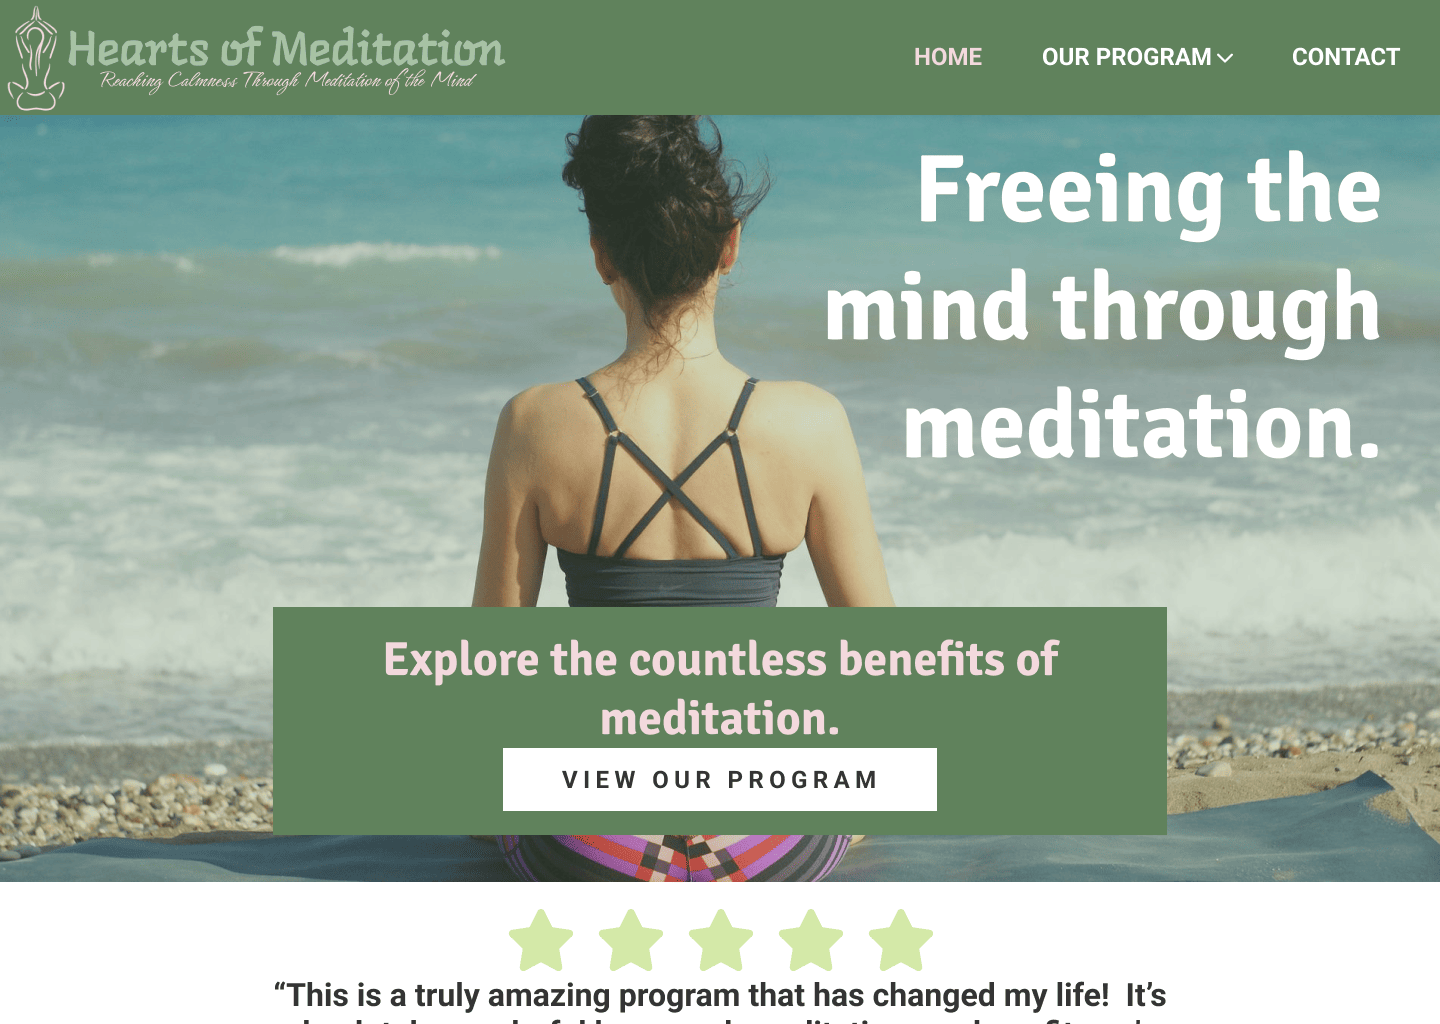 Hearts of Meditation
Reaching Calmness Through Meditation of the Mind
HOME OUR PROGRAM CONTACT
Freeing the
mind through
meditation.
Explore the countless benefits of
meditation.
VIEW OUR PROGRAM
“This is a truly amazing program that has changed my life!  It’s